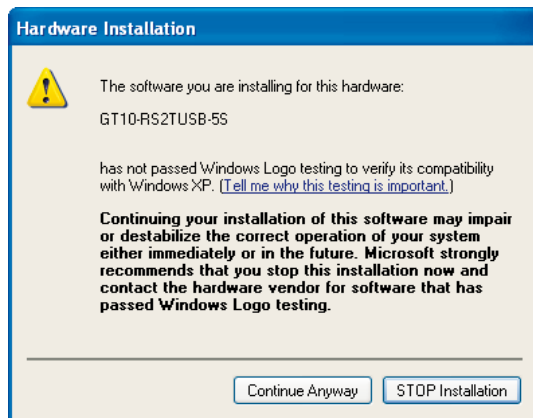 Hardware Installation
The software you are installing for this hardware:
GT10-RS2TUSB-5S
has not passed Windows Logo testing to verify its compatibility
with Windows XP. (Tell me why this testing is important.)
Continuing your installation of this software may impair
or destabilize the correct operation of your system
either immediately or in the future. Microsoft strongly
recommends that you stop this installation now and
contact the hardware vendor for software that has
passed Windows Logo testing.
Continue Anyway STOP Installation